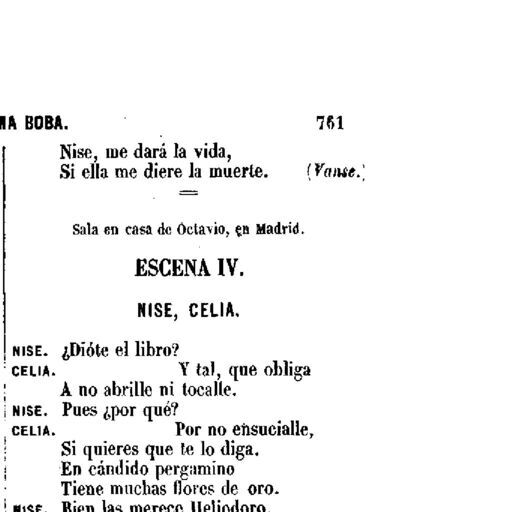 MA BOBA. 761
Nise, me dará la vida,
Si ella me diere la muerte. (Vanse.)
Sala en casa de Octavio, en Madrid.
ESCENA IV.
NISE, CELIA.
NISE. ¿Dióte el libro?
CELIA. Y tal, que obliga
A no abrille ni tocalle.
NISE. Pues ¿por qué?
CELIA. Por no ensucialle,
Si quieres que te lo diga.
En cándido pergamino
Tiene muchas flores de oro.
NISE. Bien las merece Heliodoro,